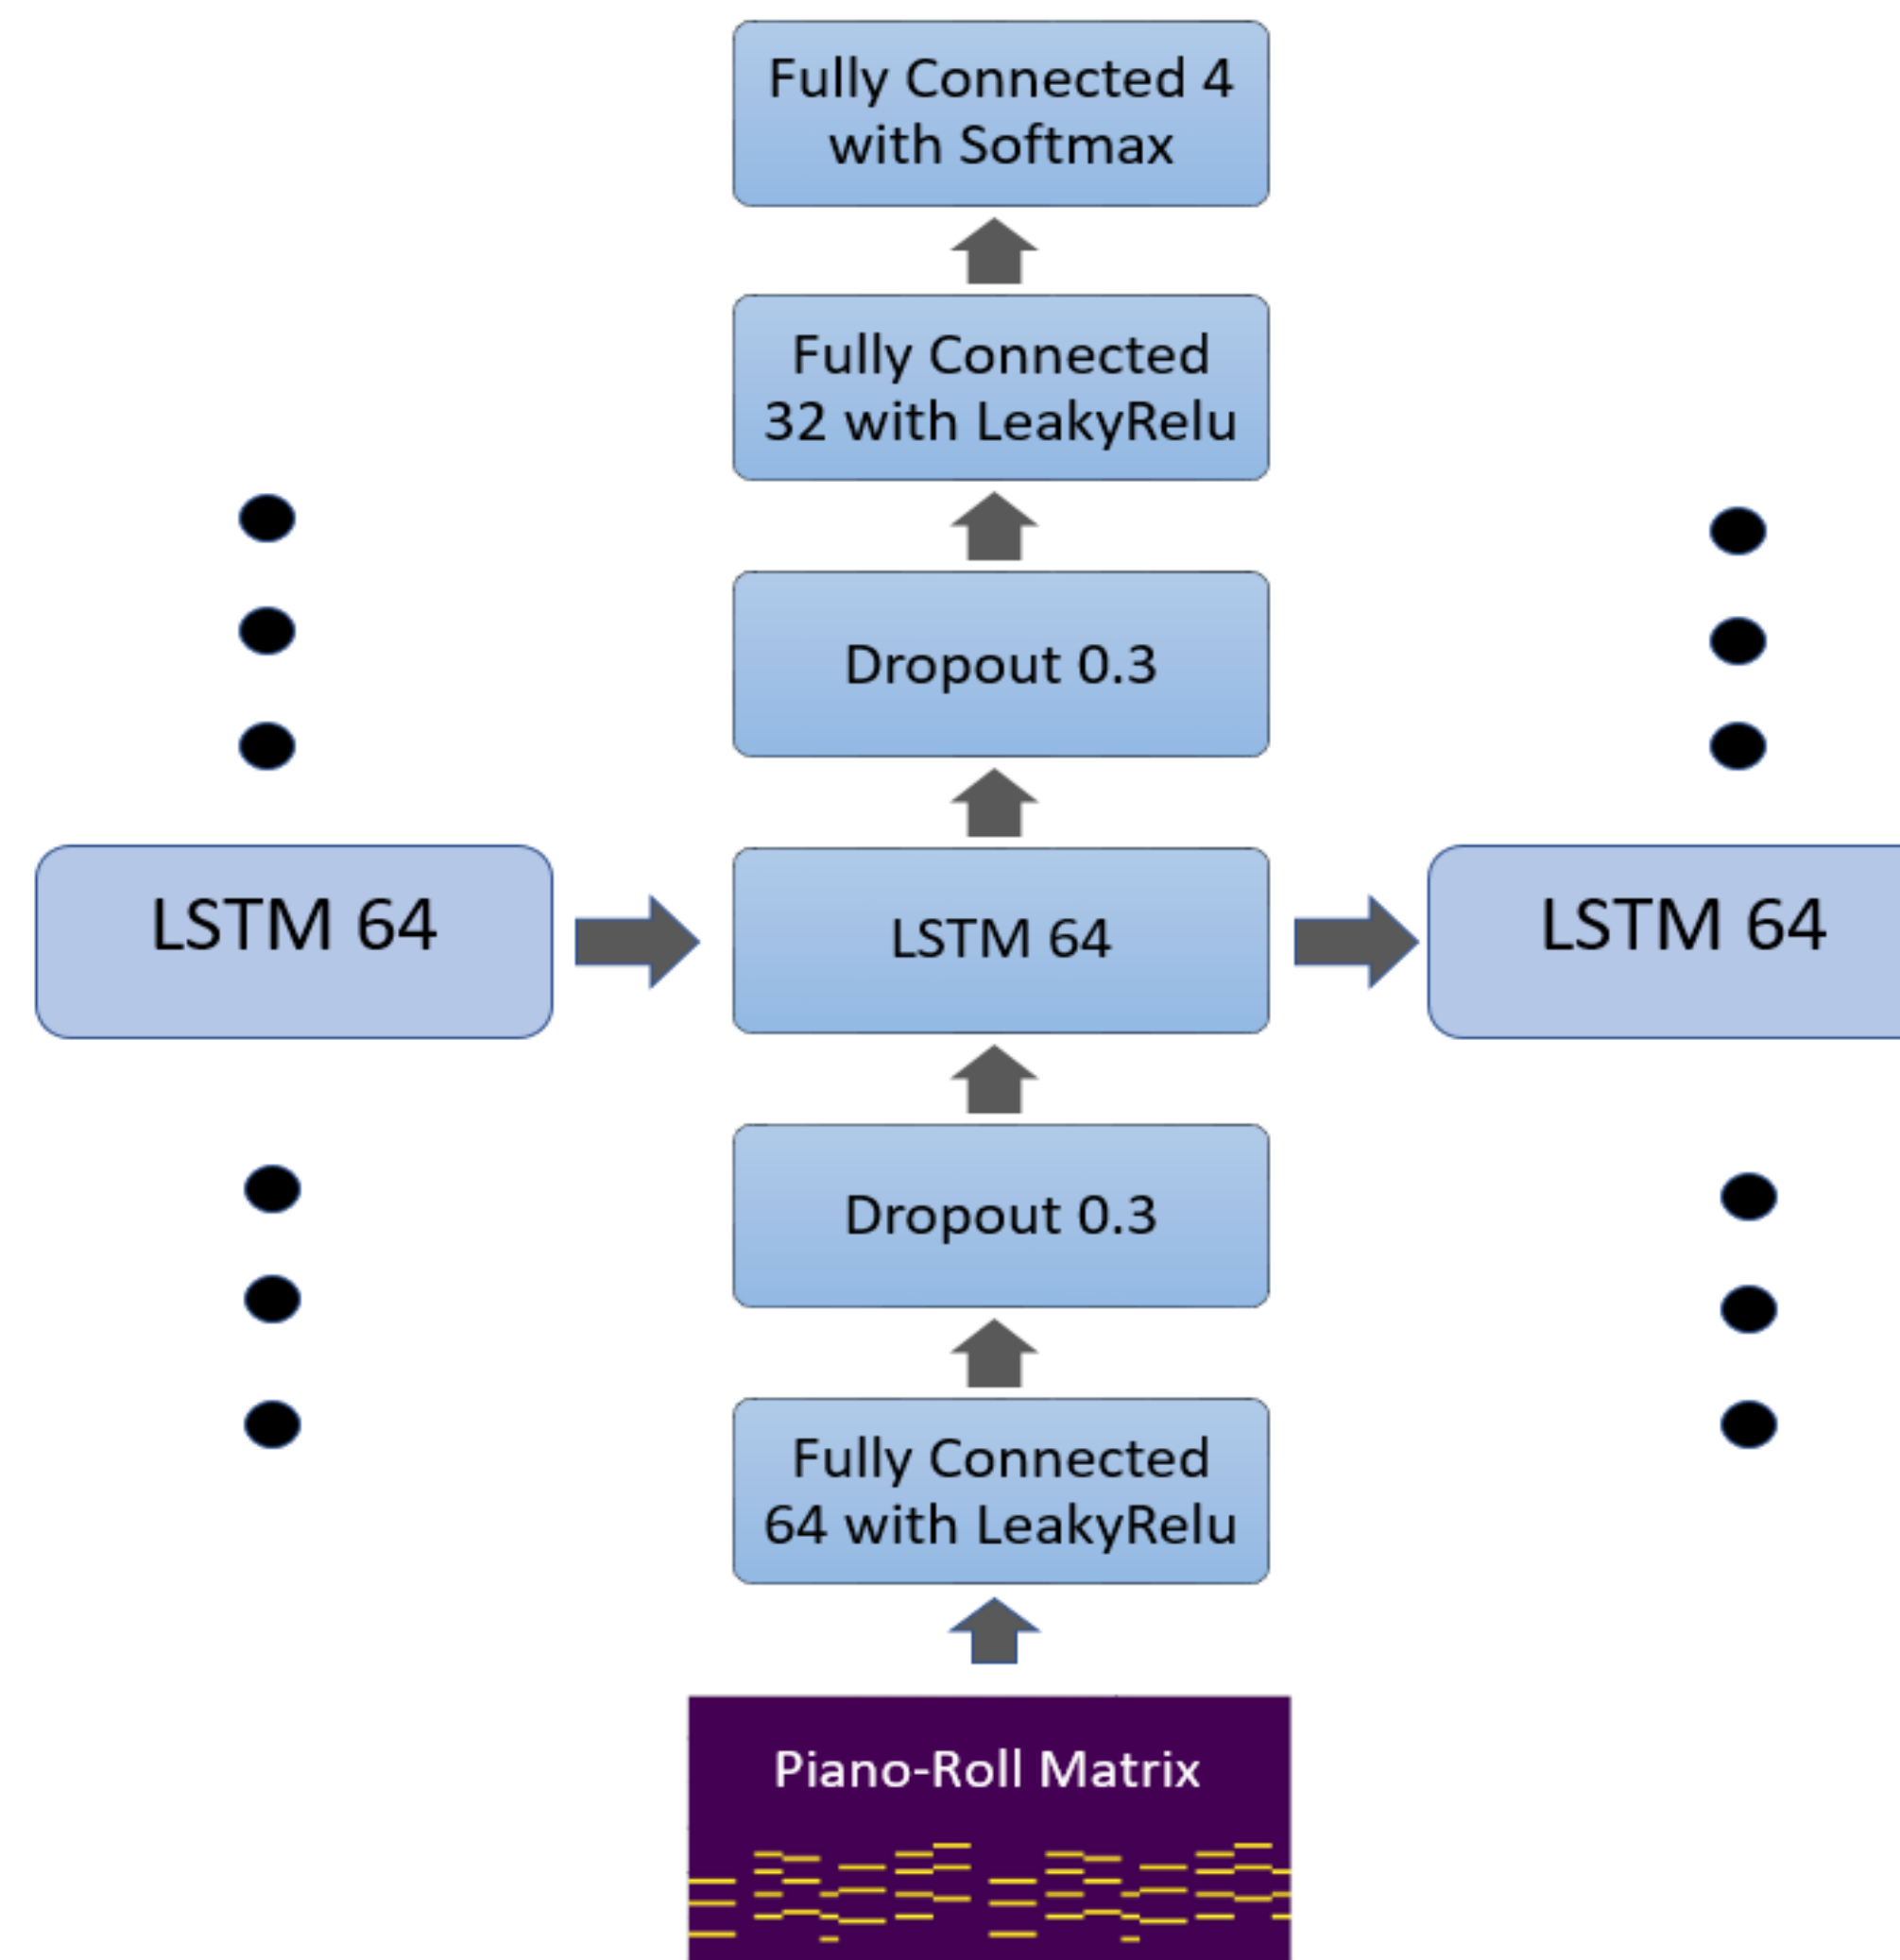 Fully Connected 4
with Softmax
Fully Connected
32 with LeakyRelu
Dropout 0.3
LSTM 64
LSTM 64
LSTM 64
Dropout 0.3
Fully Connected
64 with LeakyRelu
Piano-Roll Matrix